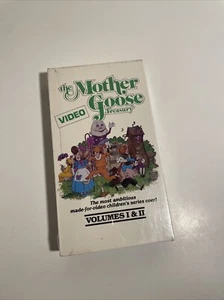 the Mother
Goose
VIDEO
Treasury
The most ambitious
made-for-video children's series ever!
VOLUMES I & II